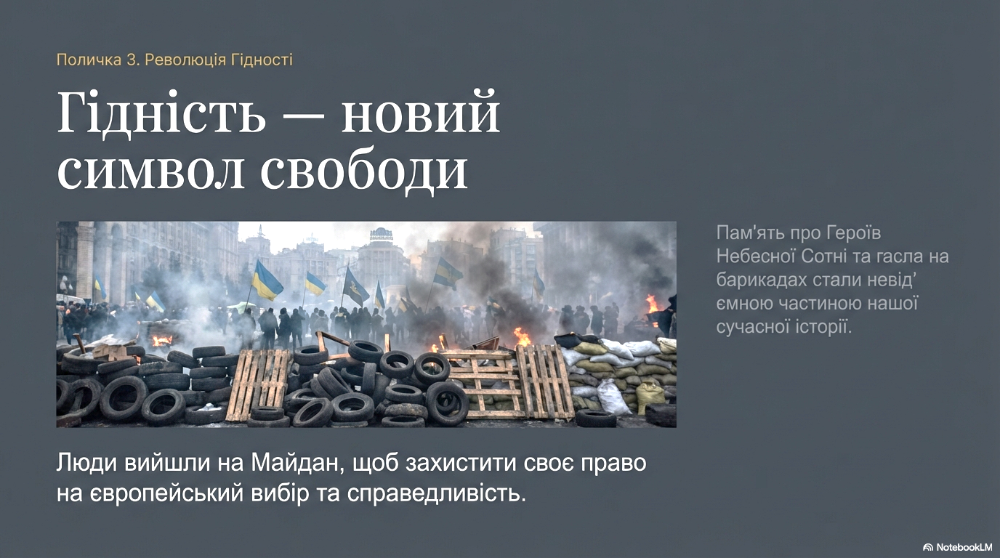 Поличка 3. Революція Гідності
Гідність — новий
символ свободи
Пам'ять про Героїв
Небесної Сотні та гасла на
барикадах стали невід’
ємною частиною нашої
сучасної історії.
Люди вийшли на Майдан, щоб захистити своє право
на європейський вибір та справедливість.
NotebookLM